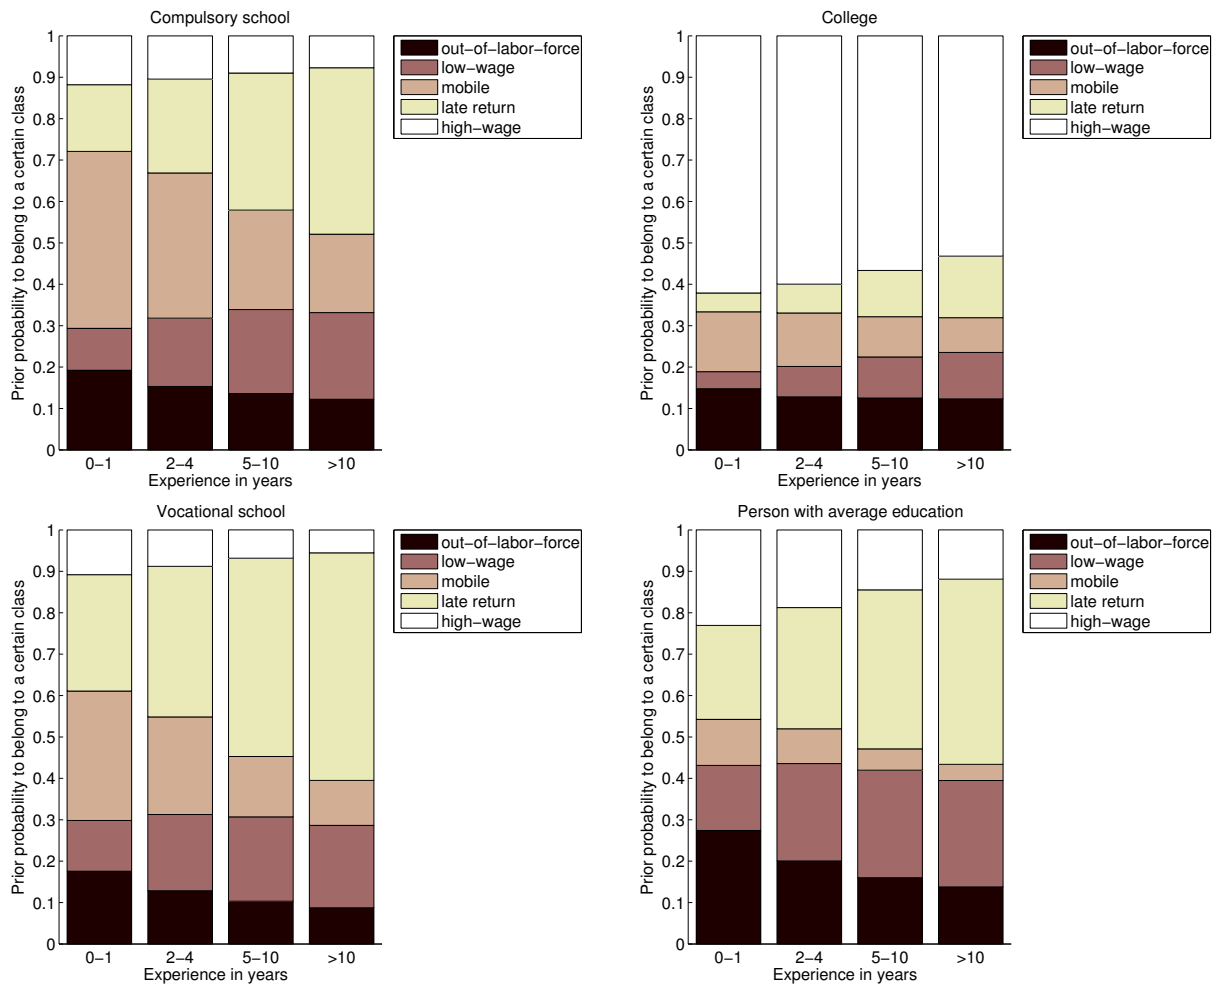 Compulsory school
Prior probability to belong to a certain class
1
0.9
0.8
0.7
0.6
0.5
0.4
0.3
0.2
0.1
0
0−1 2−4 5−10 >10
Experience in years
out−of−labor−force
low−wage
mobile
late return
high−wage
College
Prior probability to belong to a certain class
1
0.9
0.8
0.7
0.6
0.5
0.4
0.3
0.2
0.1
0
0−1 2−4 5−10 >10
Experience in years
out−of−labor−force
low−wage
mobile
late return
high−wage
Vocational school
Prior probability to belong to a certain class
1
0.9
0.8
0.7
0.6
0.5
0.4
0.3
0.2
0.1
0
0−1 2−4 5−10 >10
Experience in years
out−of−labor−force
low−wage
mobile
late return
high−wage
Person with average education
Prior probability to belong to a certain class
1
0.9
0.8
0.7
0.6
0.5
0.4
0.3
0.2
0.1
0
0−1 2−4 5−10 >10
Experience in years
out−of−labor−force
low−wage
mobile
late return
high−wage